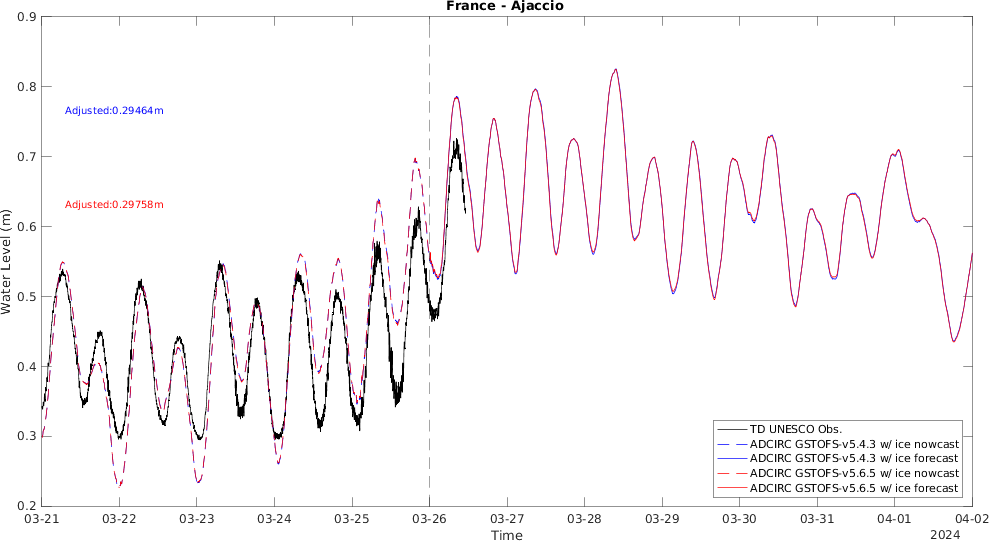 France - Ajaccio
0.9
0.8
0.7
0.6
0.5
0.4
0.3
0.2
Water Level (m)
Adjusted:0.29464m
Adjusted:0.29758m
TD UNESCO Obs.
ADCIRC GSTOFS-v5.4.3 w/ ice nowcast
ADCIRC GSTOFS-v5.4.3 w/ ice forecast
ADCIRC GSTOFS-v5.6.5 w/ ice nowcast
ADCIRC GSTOFS-v5.6.5 w/ ice forecast
03-21 03-22 03-23 03-24 03-25 03-26 03-27 03-28 03-29 03-30 03-31 04-01 04-02
Time
2024